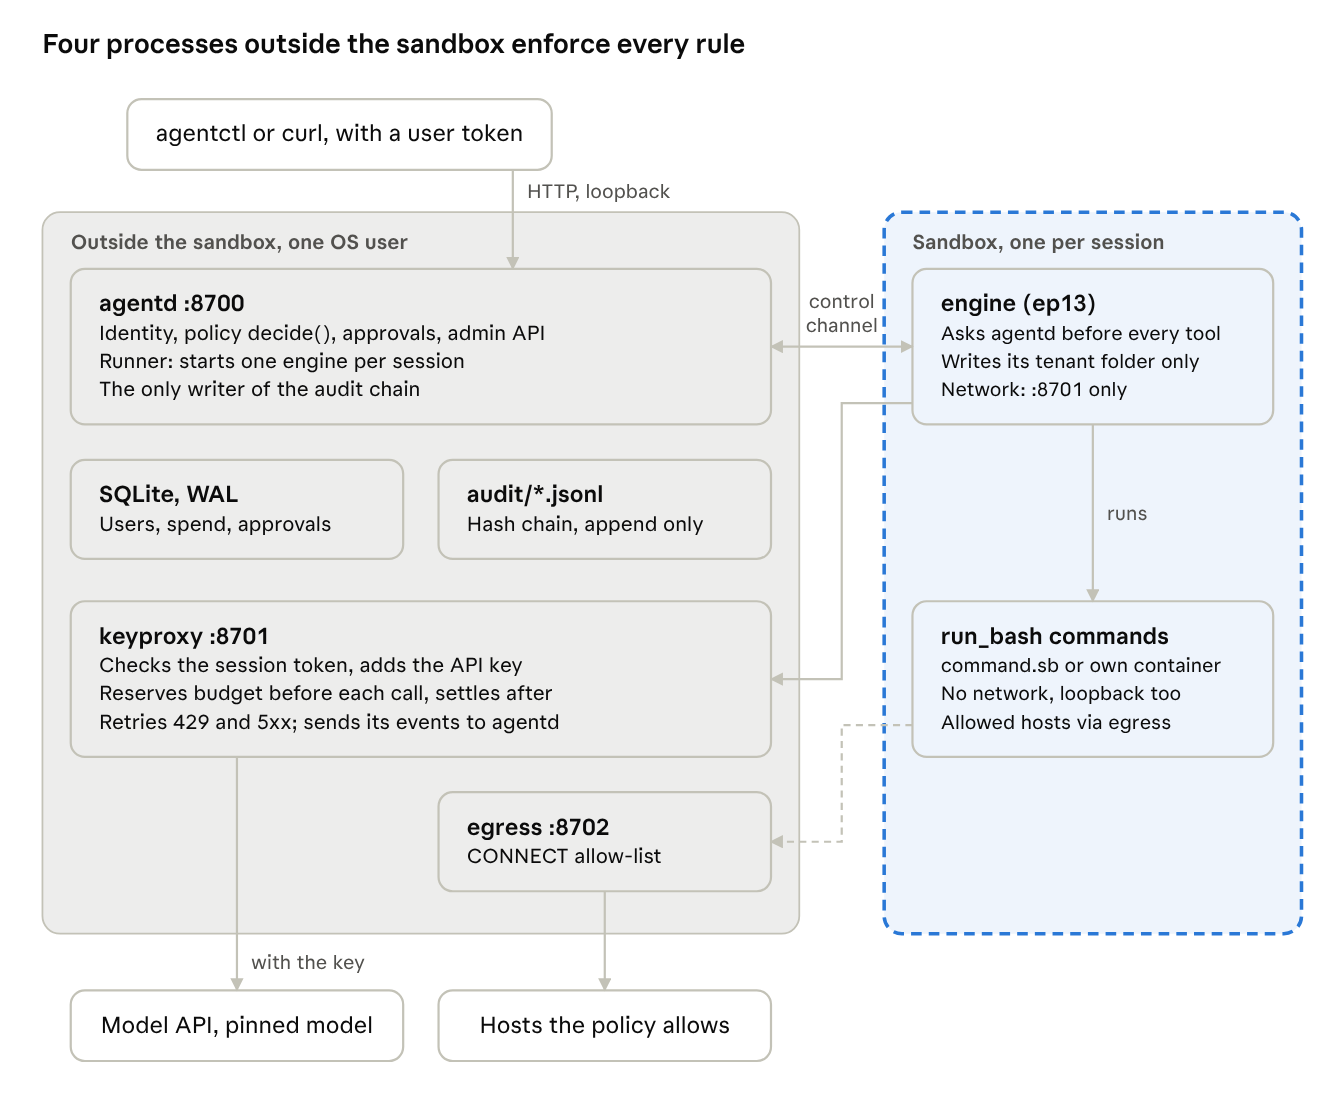 Four processes outside the sandbox enforce every rule
agentctl or curl, with a user token
HTTP, loopback
Outside the sandbox, one OS user
agentd :8700
Identity, policy decide(), approvals, admin API
Runner: starts one engine per session
The only writer of the audit chain
control
channel
Sandbox, one per session
engine (ep13)
Asks agentd before every tool
Writes its tenant folder only
Network: :8701 only
SQLite, WAL
Users, spend, approvals
audit/*.jsonl
Hash chain, append only
runs
keyproxy :8701
Checks the session token, adds the API key
Reserves budget before each call, settles after
Retries 429 and 5xx; sends its events to agentd
run_bash commands
command.sb or own container
No network, loopback too
Allowed hosts via egress
egress :8702
CONNECT allow-list
with the key
Model API, pinned model
Hosts the policy allows